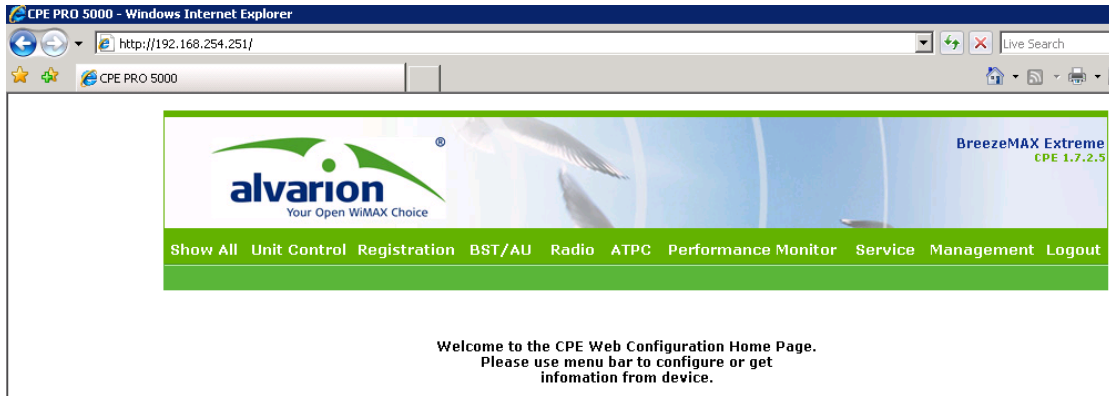 CPE PRO 5000 - Windows Internet Explorer
http://192.168.254.251/
Live Search
CPE PRO 5000
alvarion
®
Your Open WiMAX Choice
BreezeMAX Extreme
CPE 1.7.2.5
Show All Unit Control Registration BST/AU Radio ATPC Performance Monitor Service Management Logout
Welcome to the CPE Web Configuration Home Page.
Please use menu bar to configure or get
infomation from device.